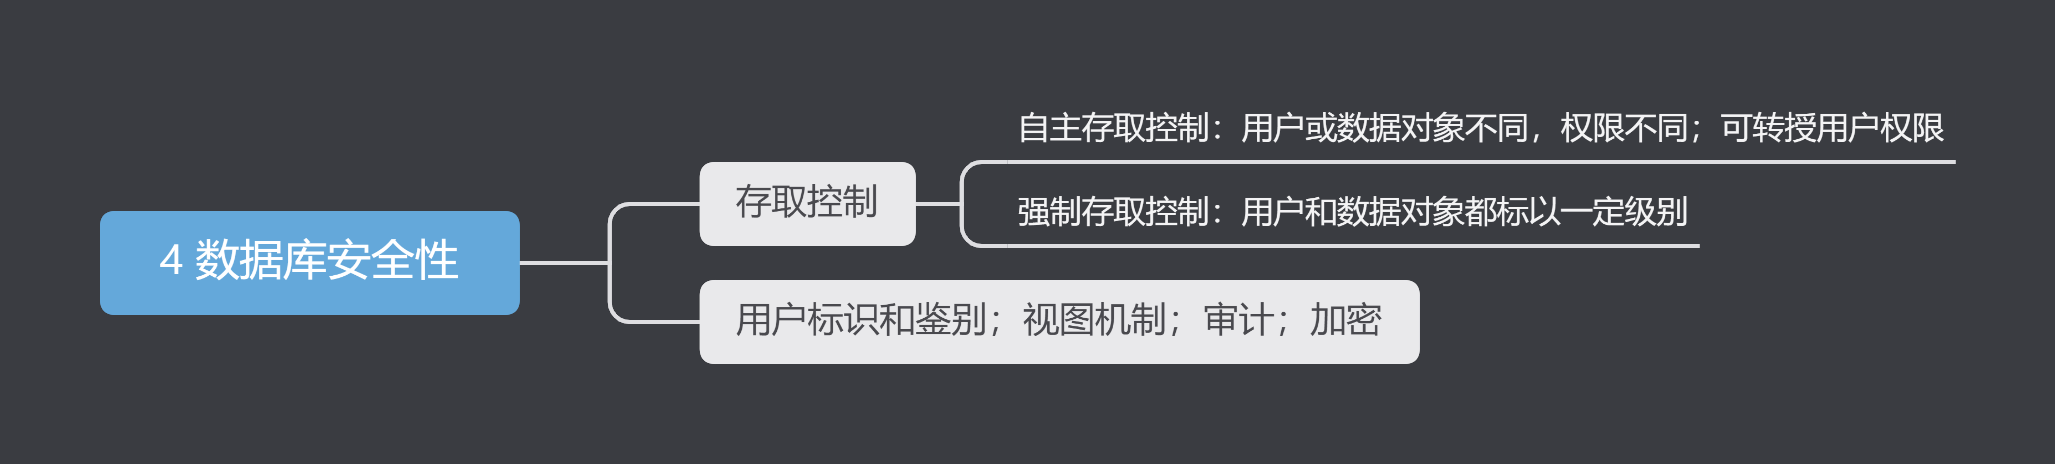 4 数据库安全性
存取控制
自主存取控制：用户或数据对象不同，权限不同；可转授用户权限
强制存取控制：用户和数据对象都标以一定级别
用户标识和鉴别；视图机制；审计；加密